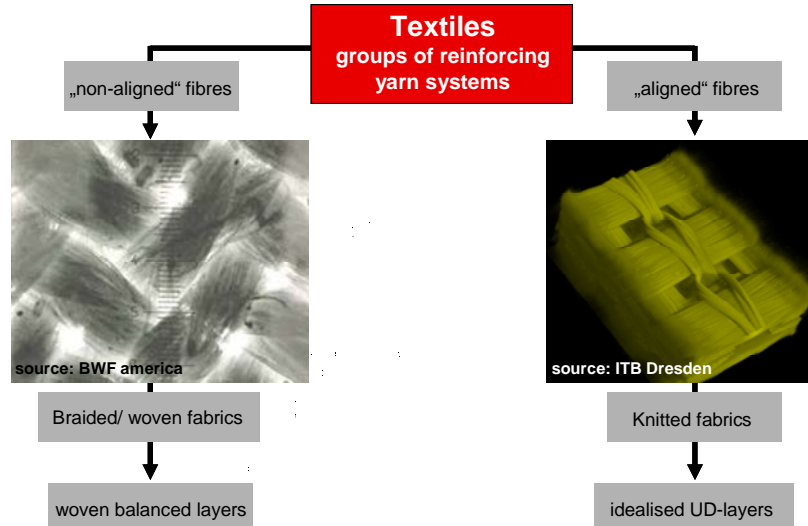 Textiles
groups of reinforcing
yarn systems
„non-aligned“ fibres
„aligned“ fibres
source: BWF america
source: ITB Dresden
Braided/ woven fabrics
Knitted fabrics
woven balanced layers
idealised UD-layers